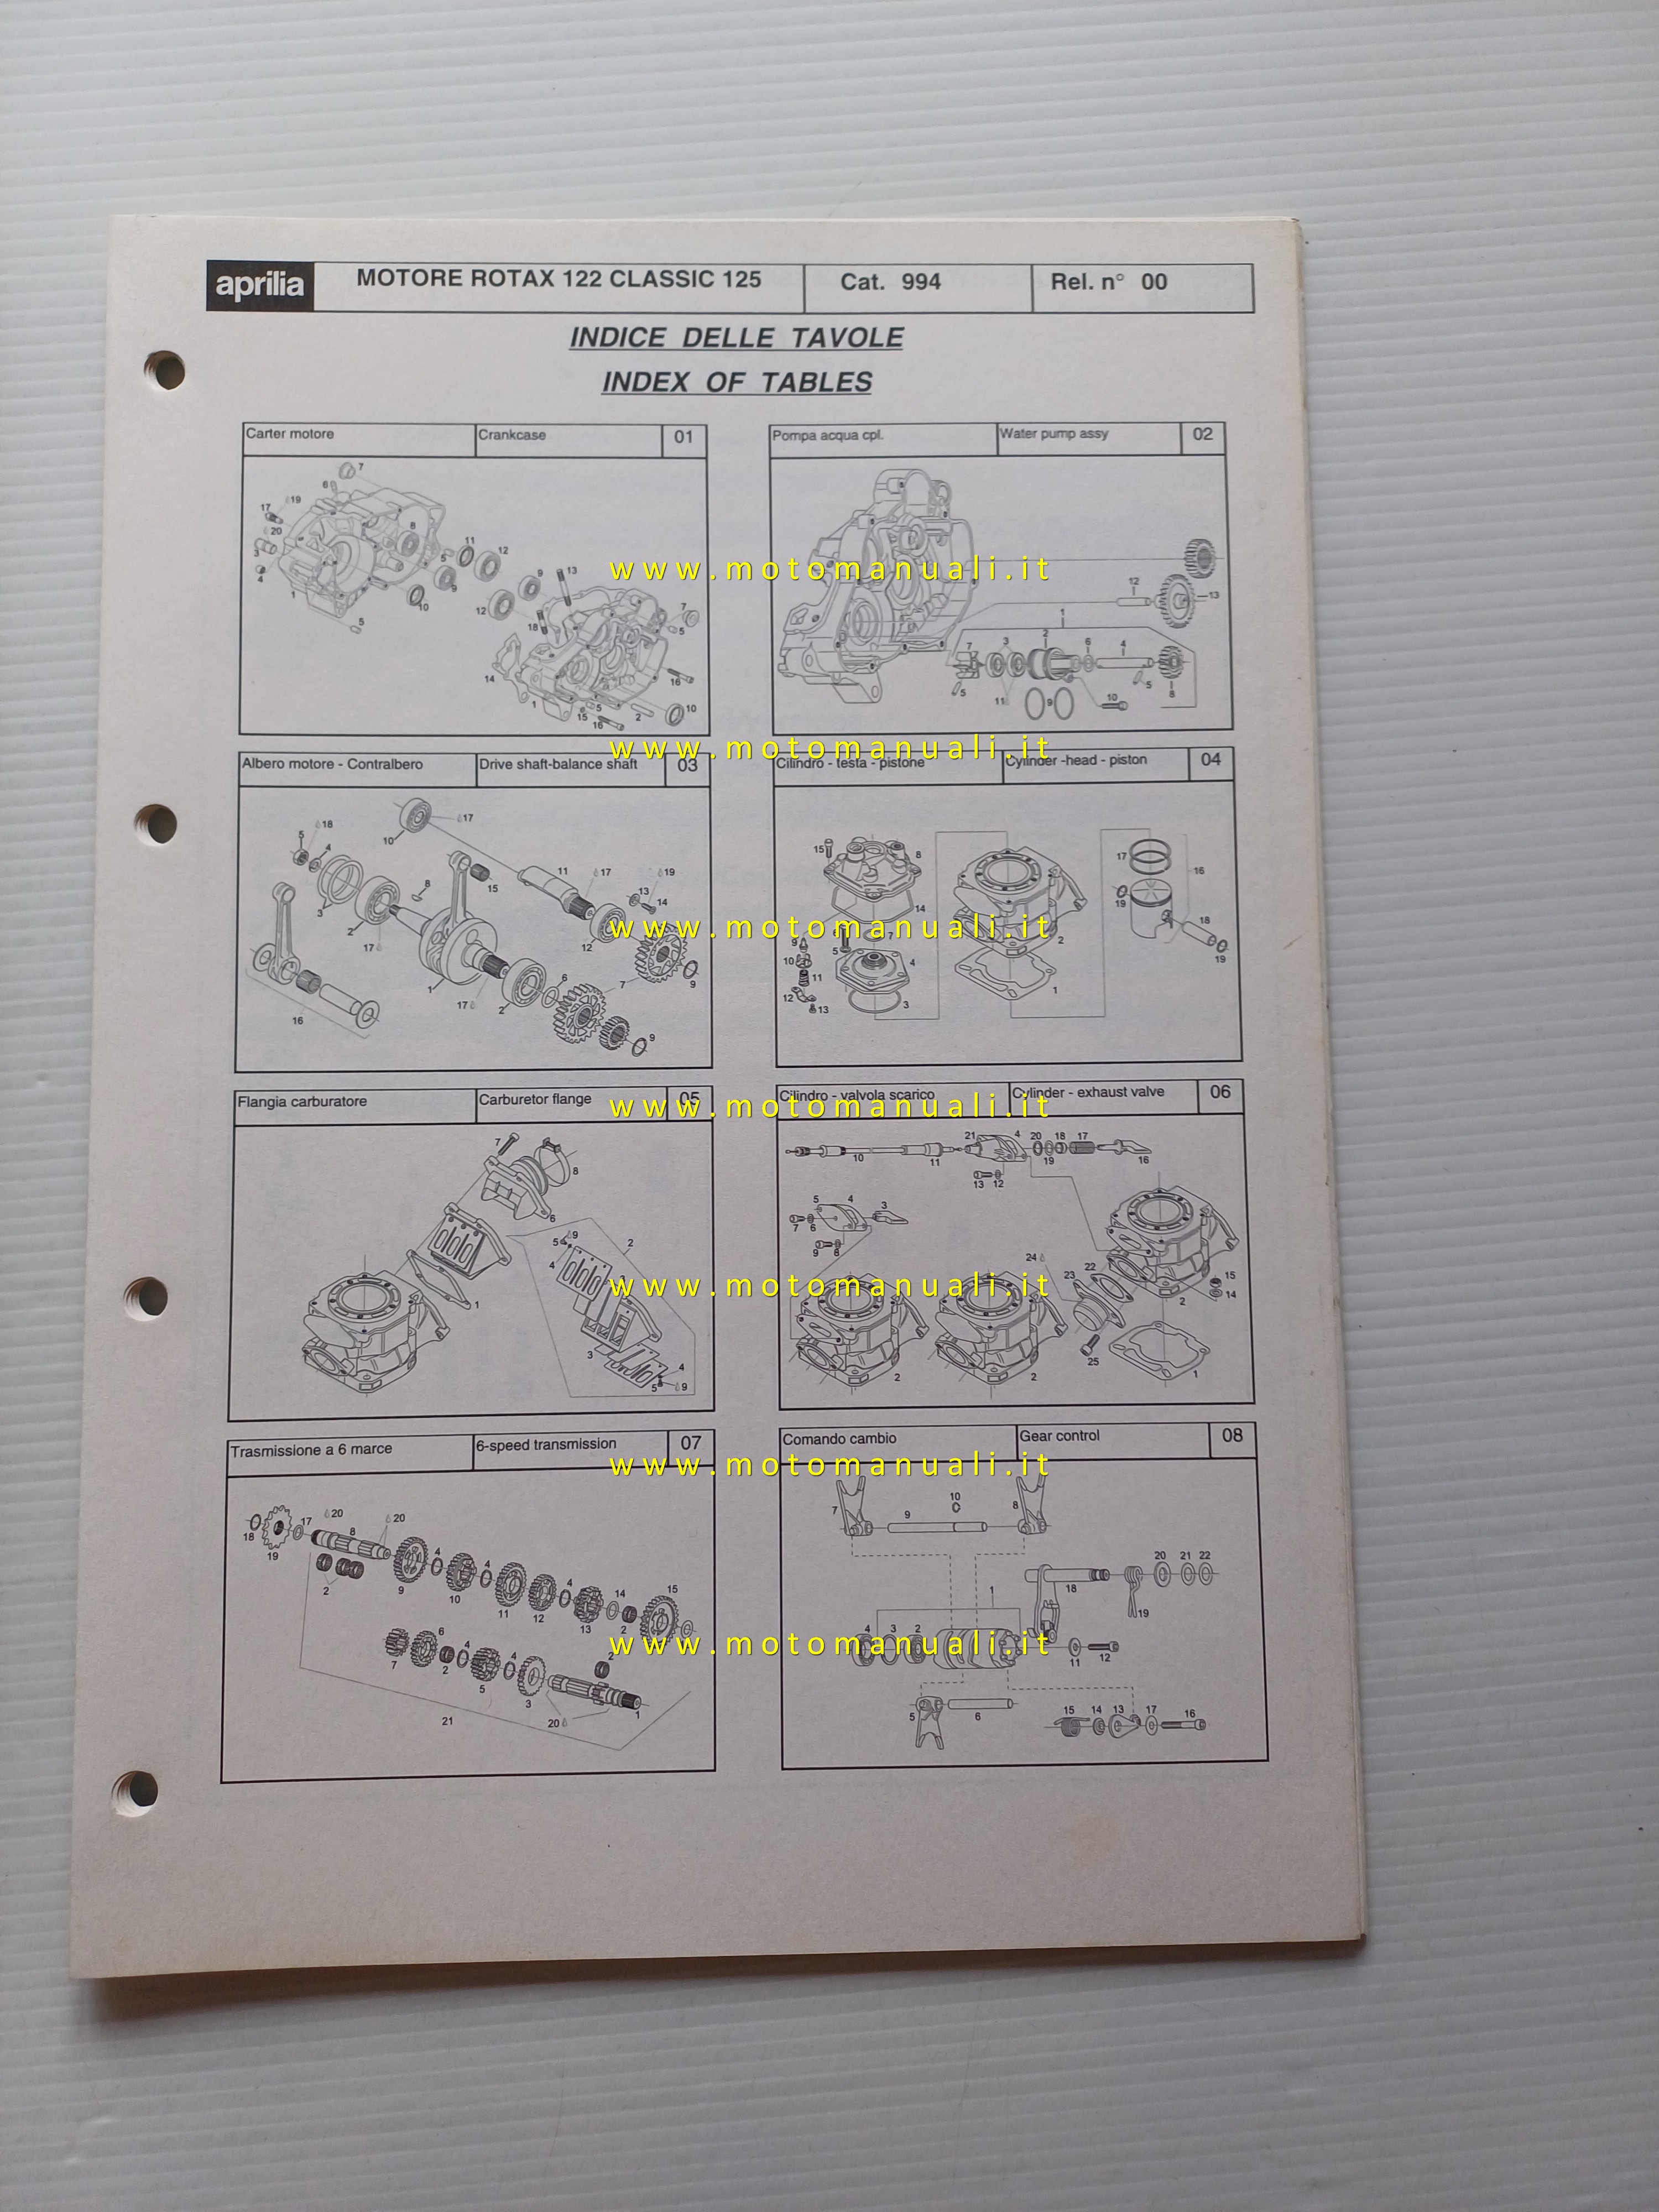 aprilia MOTORE ROTAX 122 CLASSIC 125 Cat. 994 Rel. n° 00
INDICE DELLE TAVOLE
INDEX OF TABLES
Carter motore Crankcase 01
Pompa acqua cpl. Water pump assy 02
www.motomanuali.it
www.motomanuali.it
Albero motore - Contralbero Drive shaft-balance shaft 03
Cilindro - testa - pistone Cylinder -head - piston 04
www.motomanuali.it
Flangia carburatore Carburetor flange 05
Cilindro - valvola scarico Cylinder - exhaust valve 06
www.motomanuali.it
www.motomanuali.it
Trasmissione a 6 marce 6-speed transmission 07
Comando cambio Gear control 08
www.motomanuali.it
www.motomanuali.it